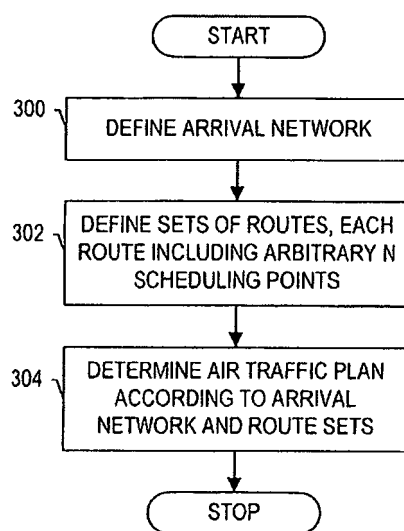 START
300
DEFINE ARRIVAL NETWORK
302
DEFINE SETS OF ROUTES, EACH
ROUTE INCLUDING ARBITRARY N
SCHEDULING POINTS
304
DETERMINE AIR TRAFFIC PLAN
ACCORDING TO ARRIVAL
NETWORK AND ROUTE SETS
STOP